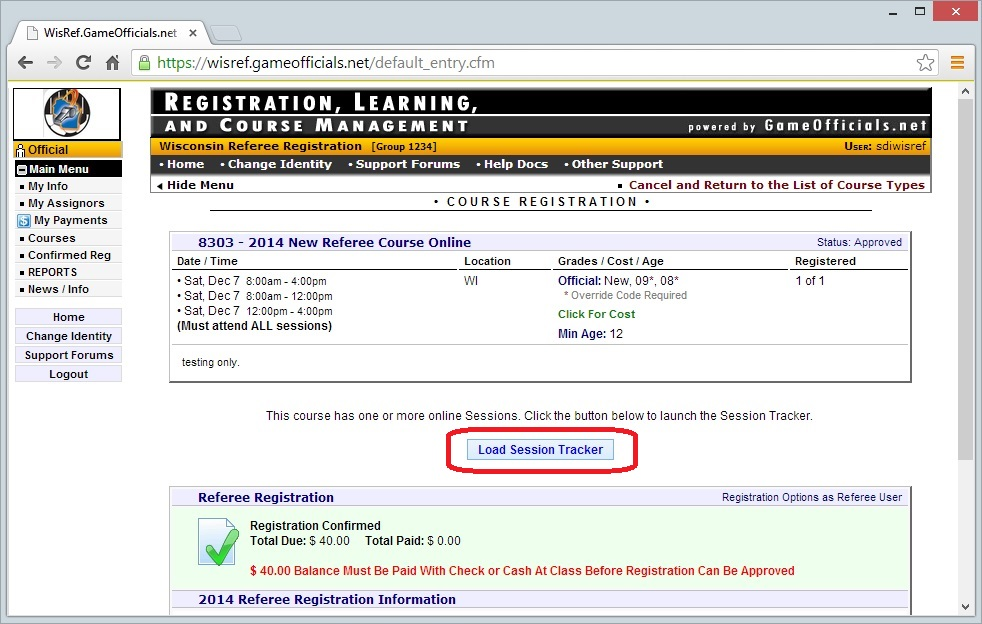 WisRef.GameOfficials.net
https://wisref.gameofficials.net/default_entry.cfm
REGISTRATION, LEARNING,
AND COURSE MANAGEMENT
powered by GameOfficials.net
Official
Wisconsin Referee Registration [Group 1234]
USER: sdiwisref
Main Menu
• Home • Change Identity • Support Forums • Help Docs • Other Support
My Info
Hide Menu
Cancel and Return to the List of Course Types
My Assignors
• COURSE REGISTRATION •
My Payments
Courses
Confirmed Reg
REPORTS
News / Info
Home
Change Identity
Support Forums
Logout
8303 - 2014 New Referee Course Online
Status: Approved
Date / Time Location Grades / Cost / Age Registered
• Sat, Dec 7 8:00am - 4:00pm WI Official: New, 09*, 08* 1 of 1
• Sat, Dec 7 8:00am - 12:00pm * Override Code Required
• Sat, Dec 7 12:00pm - 4:00pm Click For Cost
(Must attend ALL sessions) Min Age: 12
testing only.
This course has one or more online Sessions. Click the button below to launch the Session Tracker.
Load Session Tracker
Referee Registration
Registration Options as Referee User
Registration Confirmed
Total Due: $ 40.00 Total Paid: $ 0.00
$ 40.00 Balance Must Be Paid With Check or Cash At Class Before Registration Can Be Approved
2014 Referee Registration Information